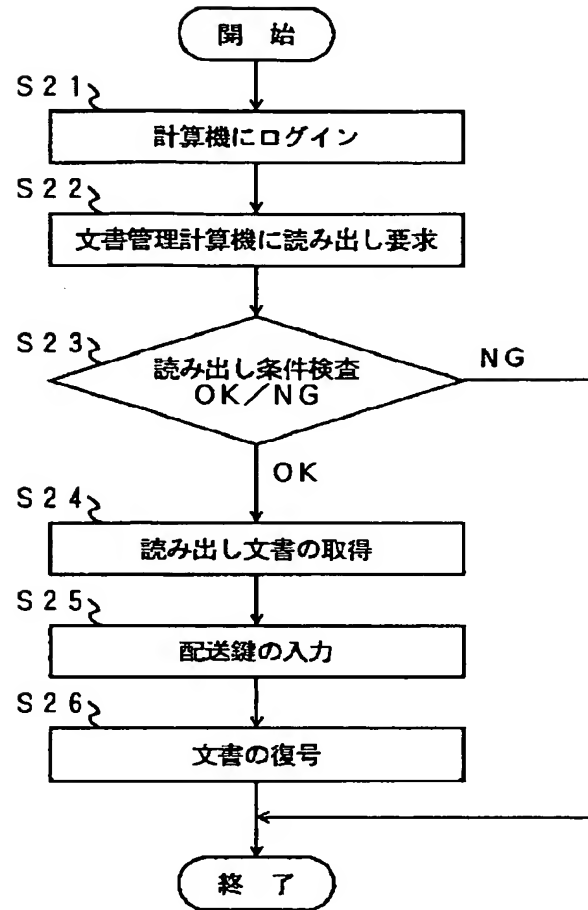 開 始
S21
計算機にログイン
S22
文書管理計算機に読み出し要求
S23
読み出し条件検査
OK/NG
NG
OK
S24
読み出し文書の取得
S25
配送鍵の入力
S26
文書の復号
終 了